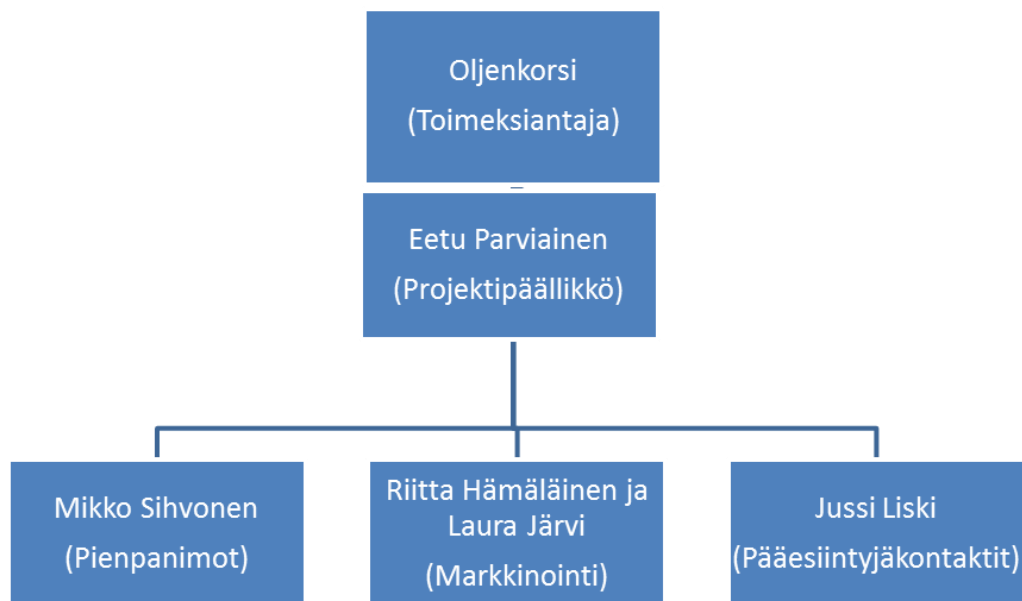 Oljenkorsi
(Toimeksiantaja)
Eetu Parviainen
(Projektipäällikkö)
Mikko Sihvonen
(Pienpanimot)
Riitta Hämäläinen ja
Laura Järvi
(Markkinointi)
Jussi Liski
(Pääesiintyjäkontaktit)